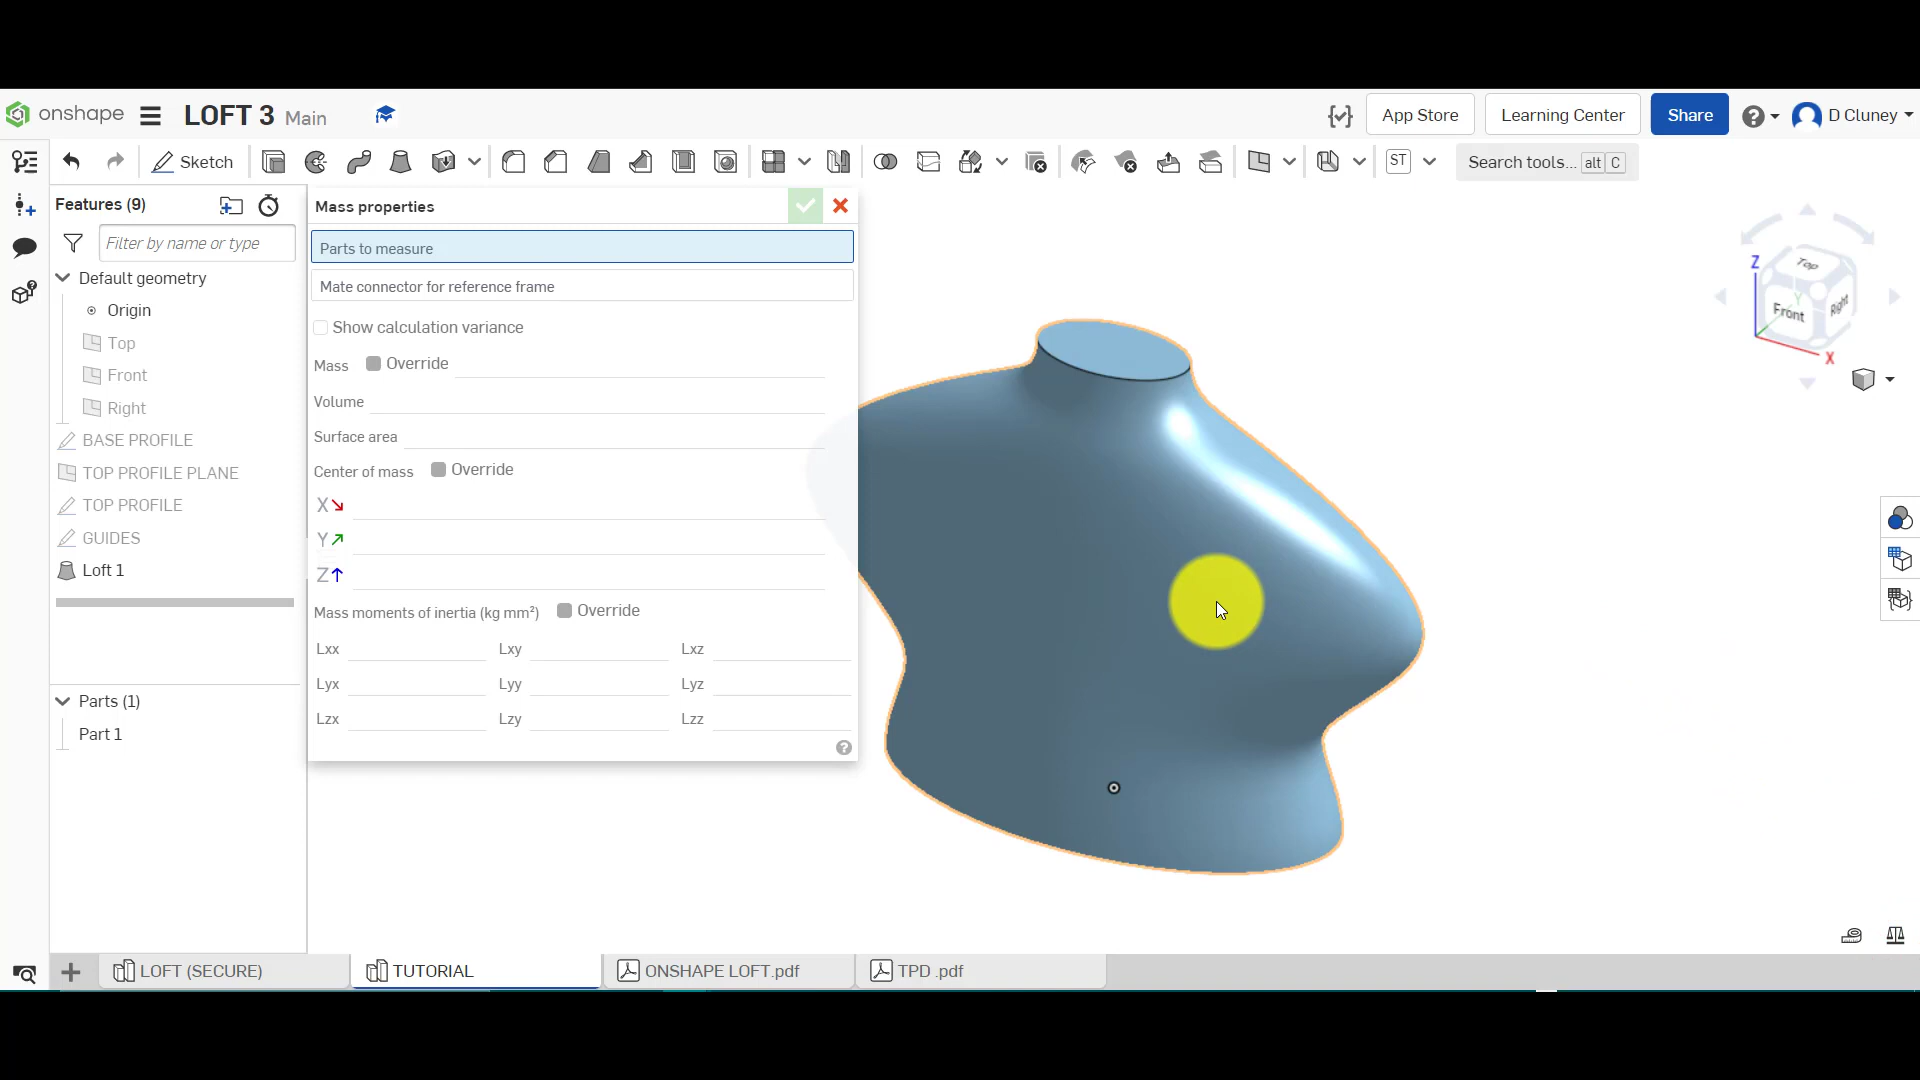 onshape LOFT 3 Main App Store Learning Center Share D Cluney
Sketch ST Search tools... alt C
Features (9)
Filter by name or type
Default geometry
Origin
Top
Front
Right
BASE PROFILE
TOP PROFILE PLANE
TOP PROFILE
GUIDES
Loft 1
Parts (1)
Part 1
Mass properties
Parts to measure
Mate connector for reference frame
Show calculation variance
Mass Override
Volume
Surface area
Center of mass Override
X
Y
Z
Mass moments of inertia (kg mm²) Override
Lxx Lxy Lxz
Lyx Lyy Lyz
Lzx Lzy Lzz
Z
Top
Y
Front Right
X
LOFT (SECURE) TUTORIAL ONSHAPE LOFT.pdf TPD .pdf